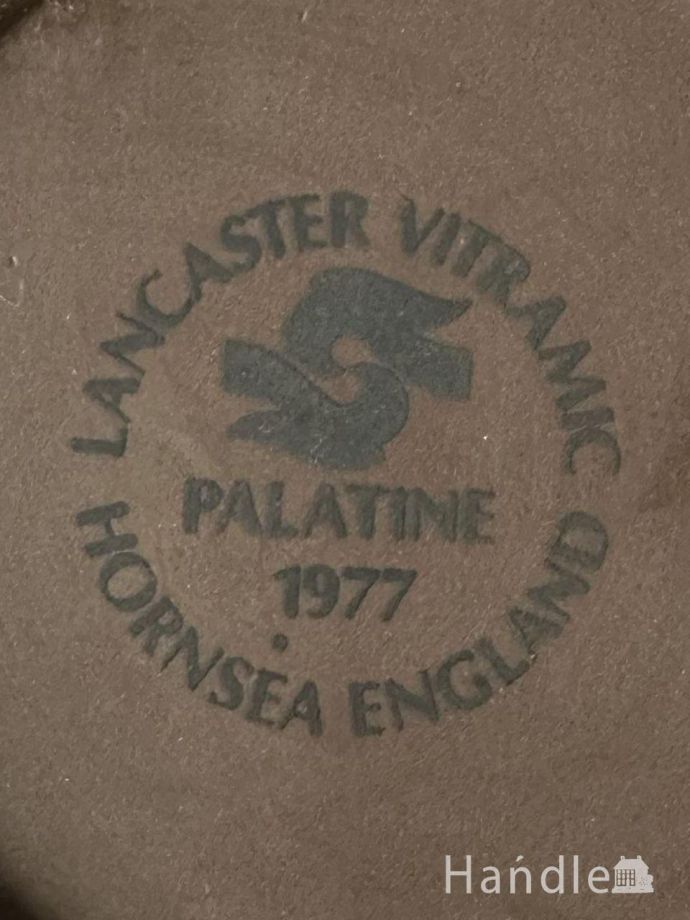 LANCASTER VITRAMIC
PALATINE
1977
HORNSEA ENGLAND
Handle